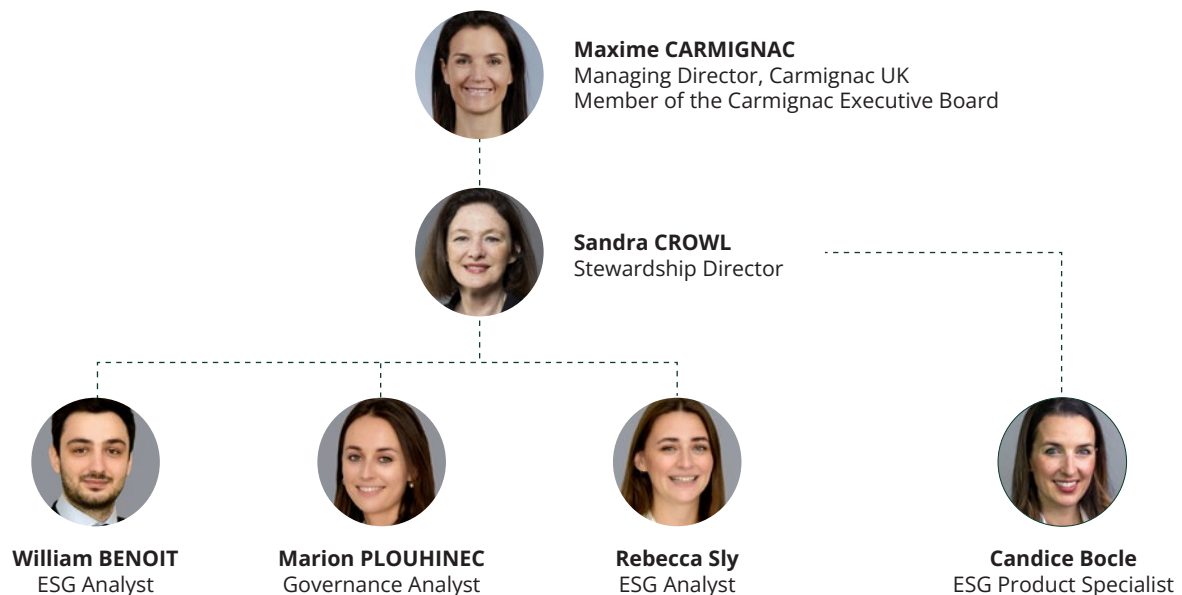 Maxime CARMIGNAC
Managing Director, Carmignac UK
Member of the Carmignac Executive Board
Sandra CROWL
Stewardship Director
William BENOIT
ESG Analyst
Marion PLOUHINEC
Governance Analyst
Rebecca Sly
ESG Analyst
Candice Bocle
ESG Product Specialist